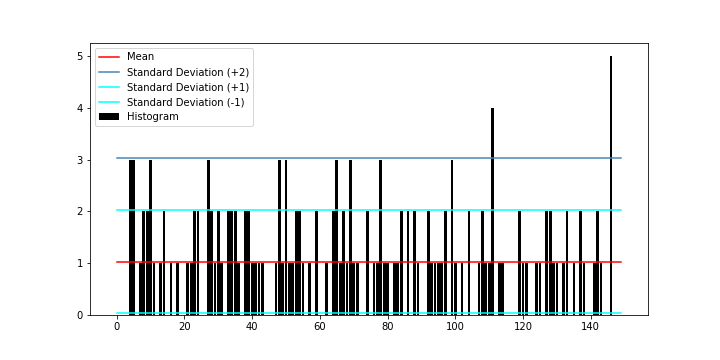 5
4
3
2
1
0
Mean
Standard Deviation (+2)
Standard Deviation (+1)
Standard Deviation (-1)
Histogram
0 20 40 60 80 100 120 140